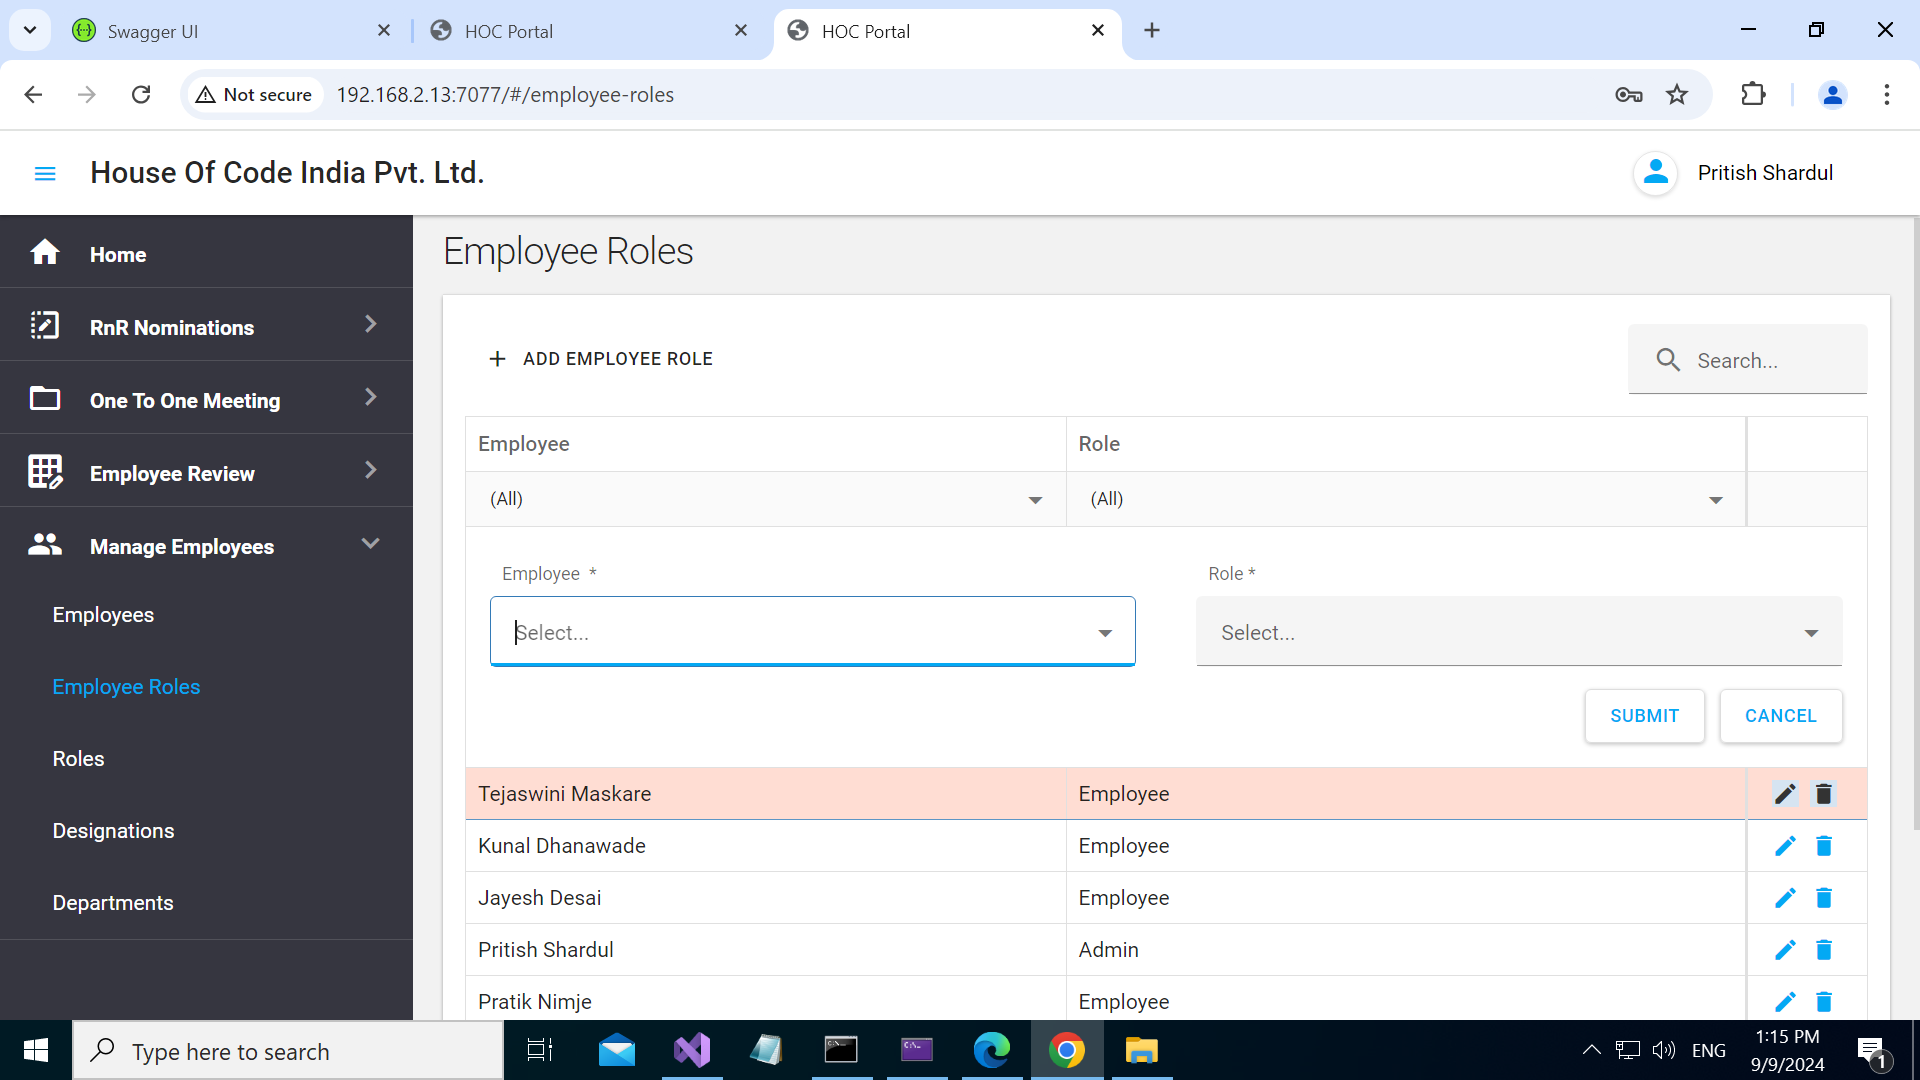 Swagger UI
HOC Portal
HOC Portal
Not secure
192.168.2.13:7077/#/employee-roles
House Of Code India Pvt. Ltd.
Pritish Shardul
Home
RnR Nominations
One To One Meeting
Employee Review
Manage Employees
Employees
Employee Roles
Roles
Designations
Departments
Employee Roles
ADD EMPLOYEE ROLE
Search...
Employee Role
(All) (All)
Employee * Role *
Select... Select...
SUBMIT CANCEL
Tejaswini Maskare Employee
Kunal Dhanawade Employee
Jayesh Desai Employee
Pritish Shardul Admin
Pratik Nimje Employee
Type here to search
ENG
1:15 PM
9/9/2024
1